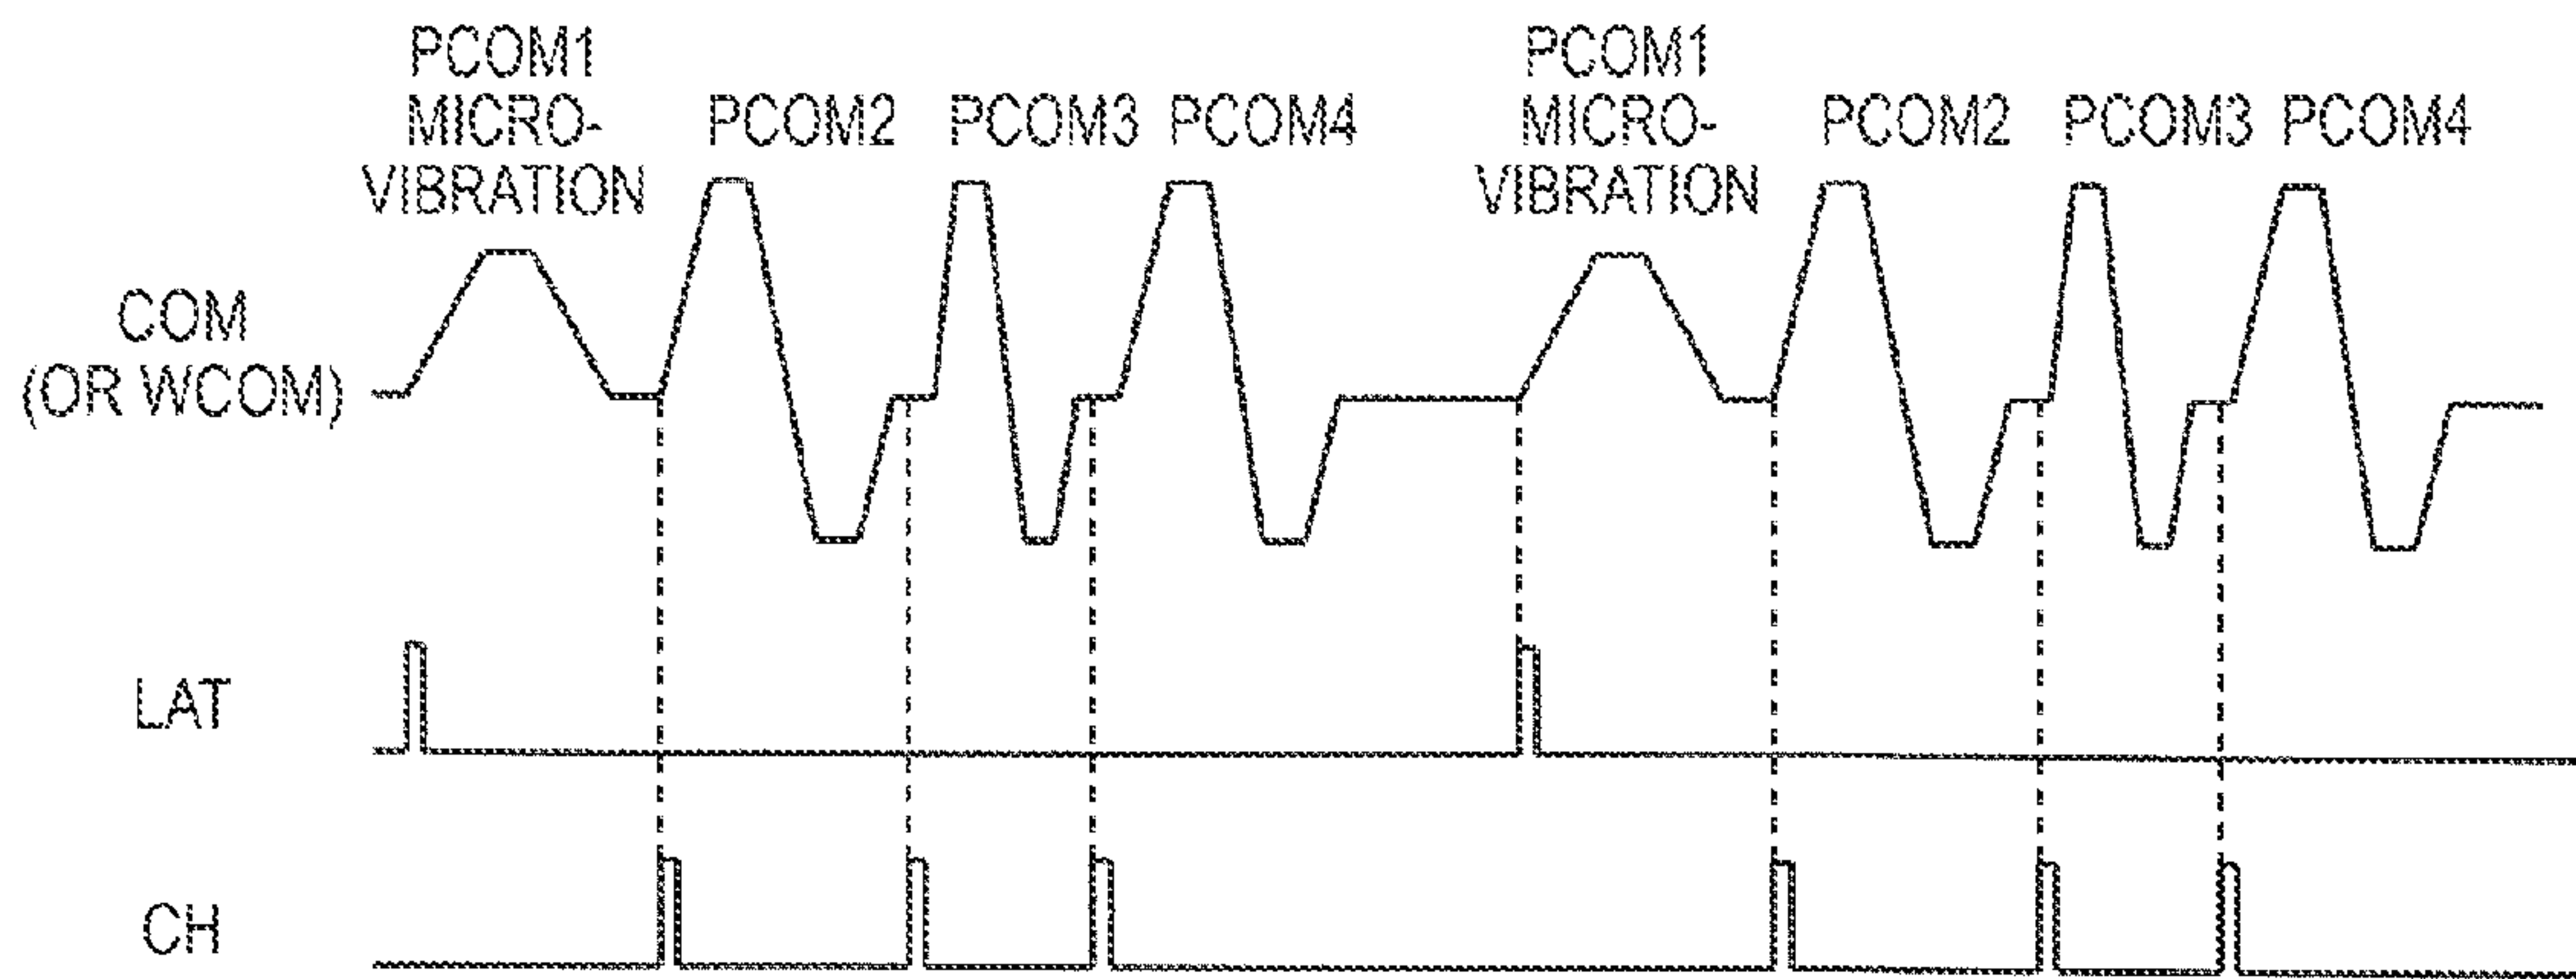 PCOM1
MICRO-
VIBRATION
PCOM2
PCOM3
PCOM4
PCOM1
MICRO-
VIBRATION
PCOM2
PCOM3
PCOM4
COM
(OR WCOM)
LAT
CH